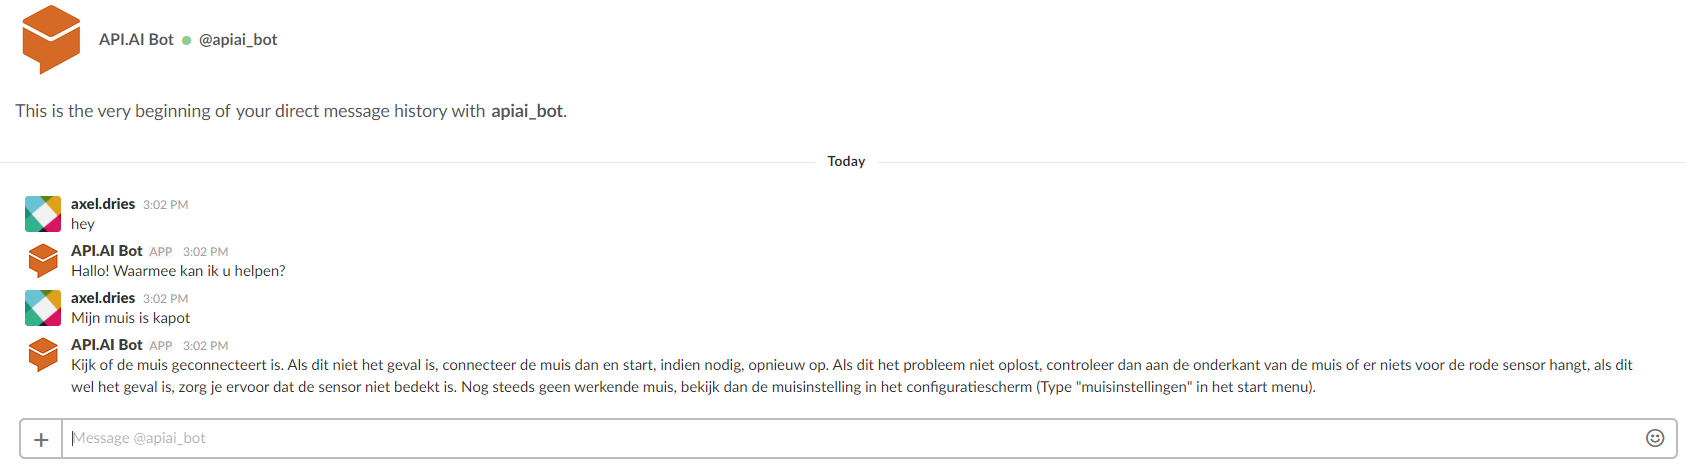 API.AI Bot @apiai_bot
This is the very beginning of your direct message history with apiai_bot.
Today
axel.dries 3:02 PM
hey
API.AI Bot APP 3:02 PM
Hallo! Waarmee kan ik u helpen?
axel.dries 3:02 PM
Mijn muis is kapot
API.AI Bot APP 3:02 PM
Kijk of de muis geconnecteert is. Als dit niet het geval is, connecteer de muis dan en start, indien nodig, opnieuw op. Als dit het probleem niet oplost, controleer dan aan de onderkant van de muis of er niets voor de rode sensor hangt, als dit
wel het geval is, zorg je ervoor dat de sensor niet bedekt is. Nog steeds geen werkende muis, bekijk dan de muisinstelling in het configuratiescherm (Type "muisinstellingen" in het start menu).
Message @apiai_bot